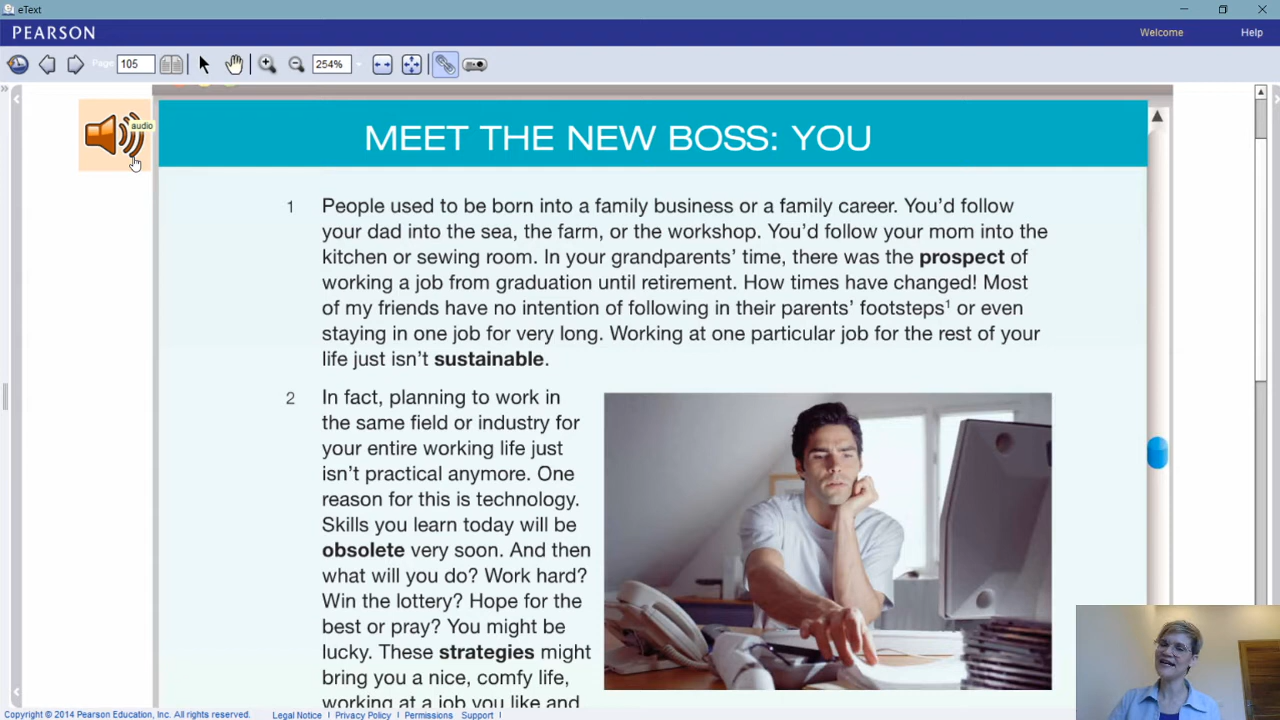 eText
PEARSON
Welcome
Help
Page 105
254%
audio
MEET THE NEW BOSS: YOU
1 People used to be born into a family business or a family career. You'd follow
your dad into the sea, the farm, or the workshop. You'd follow your mom into the
kitchen or sewing room. In your grandparents' time, there was the prospect of
working a job from graduation until retirement. How times have changed! Most
of my friends have no intention of following in their parents' footsteps¹ or even
staying in one job for very long. Working at one particular job for the rest of your
life just isn't sustainable.
2 In fact, planning to work in
the same field or industry for
your entire working life just
isn't practical anymore. One
reason for this is technology.
Skills you learn today will be
obsolete very soon. And then
what will you do? Work hard?
Win the lottery? Hope for the
best or pray? You might be
lucky. These strategies might
bring you a nice, comfy life,
working at a job you like and
Copyright © 2014 Pearson Education, Inc. All rights reserved.
Legal Notice | Privacy Policy | Permissions Support |